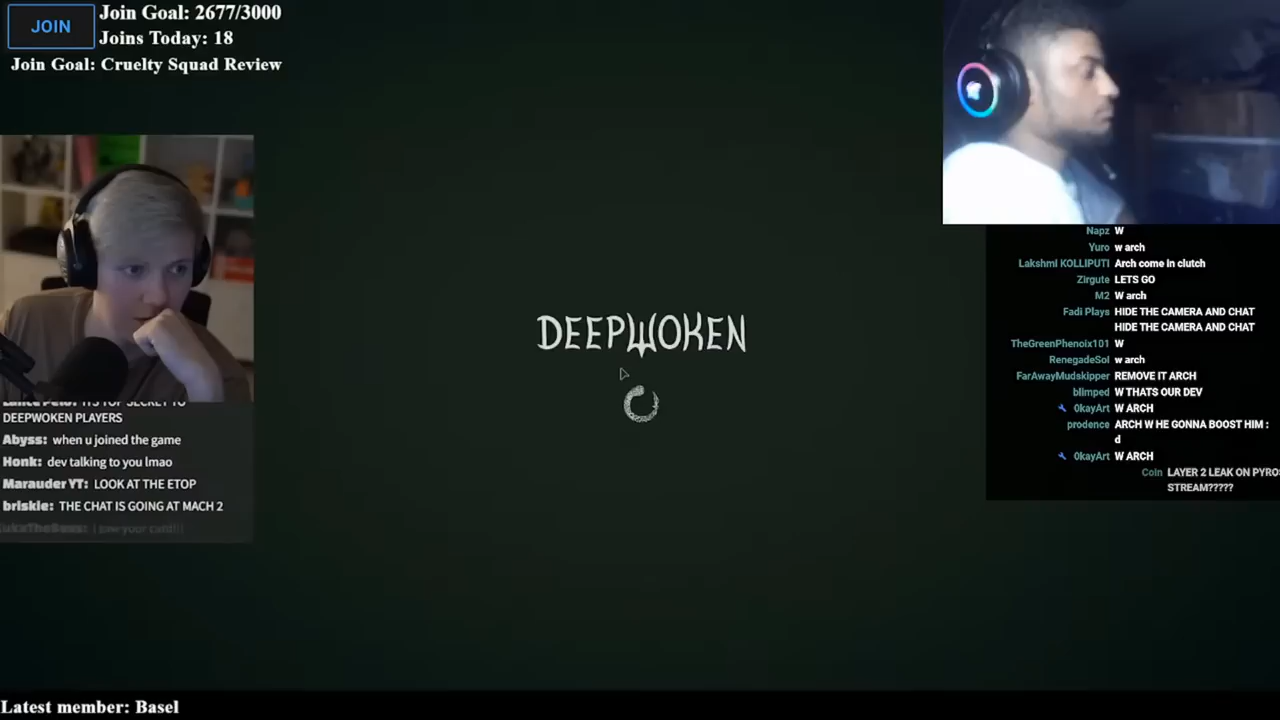 JOIN
Join Goal: 2677/3000
Joins Today: 18
Join Goal: Cruelty Squad Review
DEEPWOKEN
TOP SECRET TO
DEEPWOKEN PLAYERS
Abyss: when u joined the game
Honk: dev talking to you lmao
Marauder YT: LOOK AT THE ETOP
briskie: THE CHAT IS GOING AT MACH 2
Napz W
Yuro w arch
Lakshmi KOLLIPUTI Arch come in clutch
Zirgute LETS GO
M2 W arch
Fadi Plays HIDE THE CAMERA AND CHAT
HIDE THE CAMERA AND CHAT
TheGreenPhenoix101 W
RenegadeSol w arch
FarAwayMudskipper REMOVE IT ARCH
blimped W THATS OUR DEV
0kayArt W ARCH
prodence ARCH W HE GONNA BOOST HIM :
d
0kayArt W ARCH
Coin LAYER 2 LEAK ON PYROS
STREAM?????
Latest member: Basel